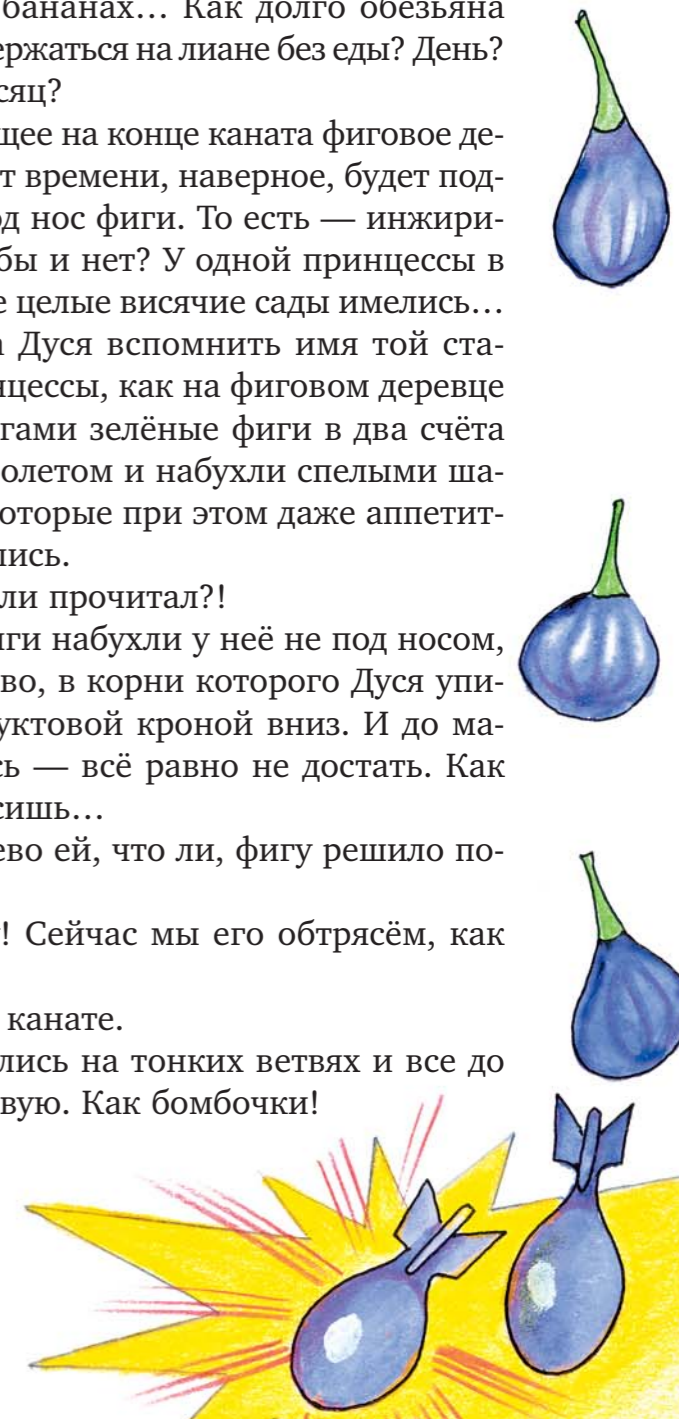 бананах… Как долго обезьяна
ержаться на лиане без еды? День?
сяц?
щее на конце каната фиговое де-
т времени, наверное, будет под-
од нос фиги. То есть — инжири-
бы и нет? У одной принцессы в
е целые висячие сады имелись…
а Дуся вспомнить имя той ста-
нцессы, как на фиговом деревце
гами зелёные фиги в два счёта
олетом и набухли спелыми ша-
оторые при этом даже аппетит-
лись.
ли прочитал?!
иги набухли у неё не под носом,
во, в корни которого Дуся упи-
уктовой кроной вниз. И до ма-
сь — всё равно не достать. Как
сишь…
ево ей, что ли, фигу решило по-
! Сейчас мы его обтрясём, как
канате.
лись на тонких ветвях и все до
вую. Как бомбочки!